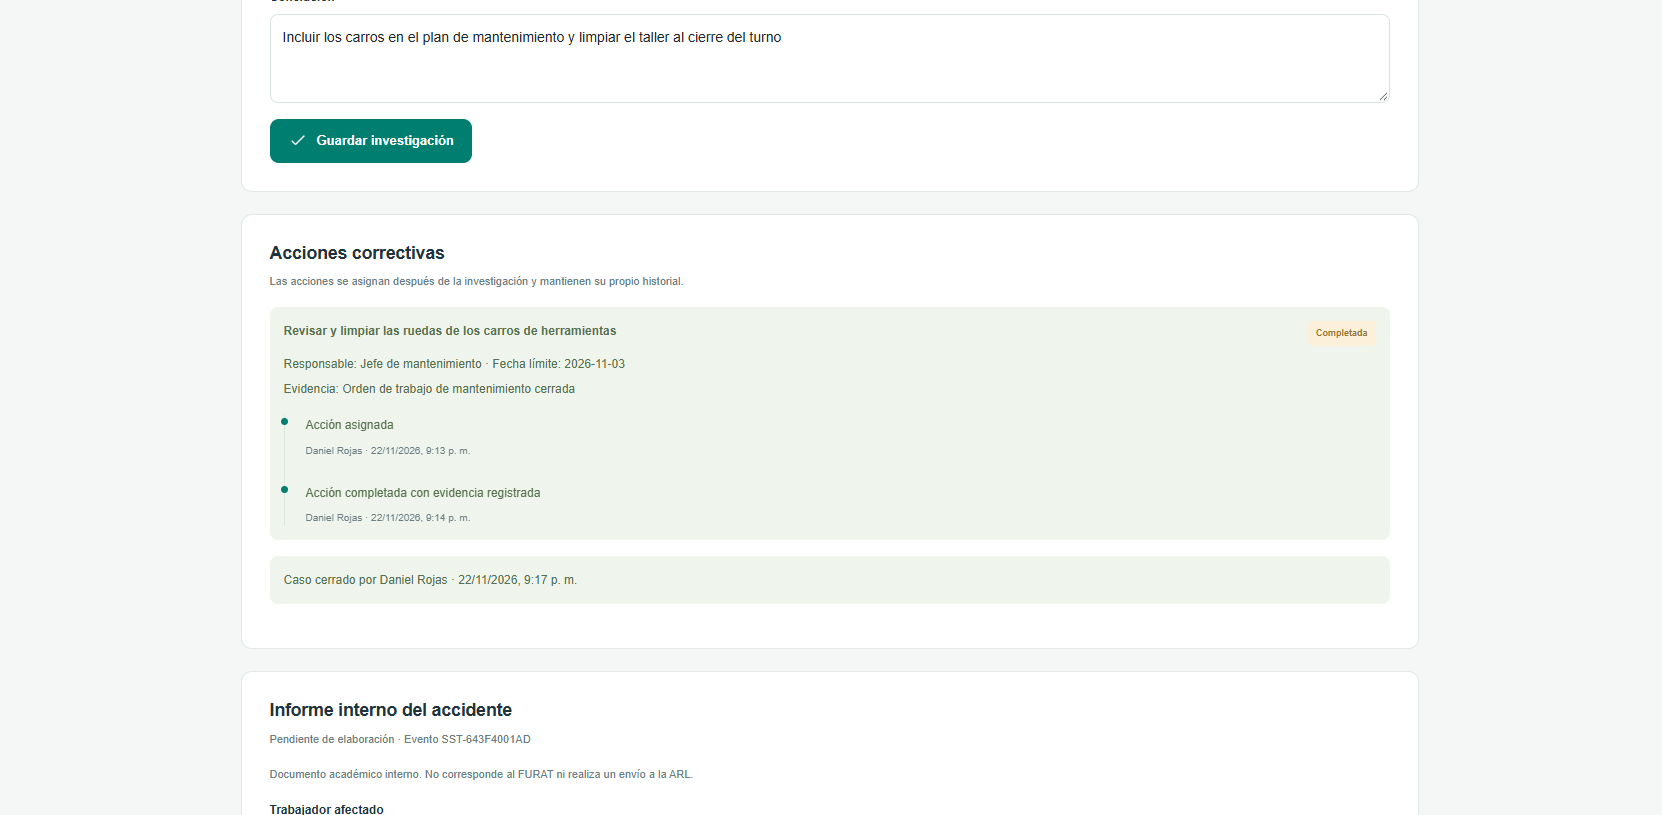 Conclusión
Incluir los carros en el plan de mantenimiento y limpiar el taller al cierre del turno
Guardar investigación
Acciones correctivas
Las acciones se asignan después de la investigación y mantienen su propio historial.
Revisar y limpiar las ruedas de los carros de herramientas
Completada
Responsable: Jefe de mantenimiento · Fecha límite: 2026-11-03
Evidencia: Orden de trabajo de mantenimiento cerrada
Acción asignada
Daniel Rojas · 22/11/2026, 9:13 p. m.
Acción completada con evidencia registrada
Daniel Rojas · 22/11/2026, 9:14 p. m.
Caso cerrado por Daniel Rojas · 22/11/2026, 9:17 p. m.
Informe interno del accidente
Pendiente de elaboración · Evento SST-643F4001AD
Documento académico interno. No corresponde al FURAT ni realiza un envío a la ARL.
Trabajador afectado